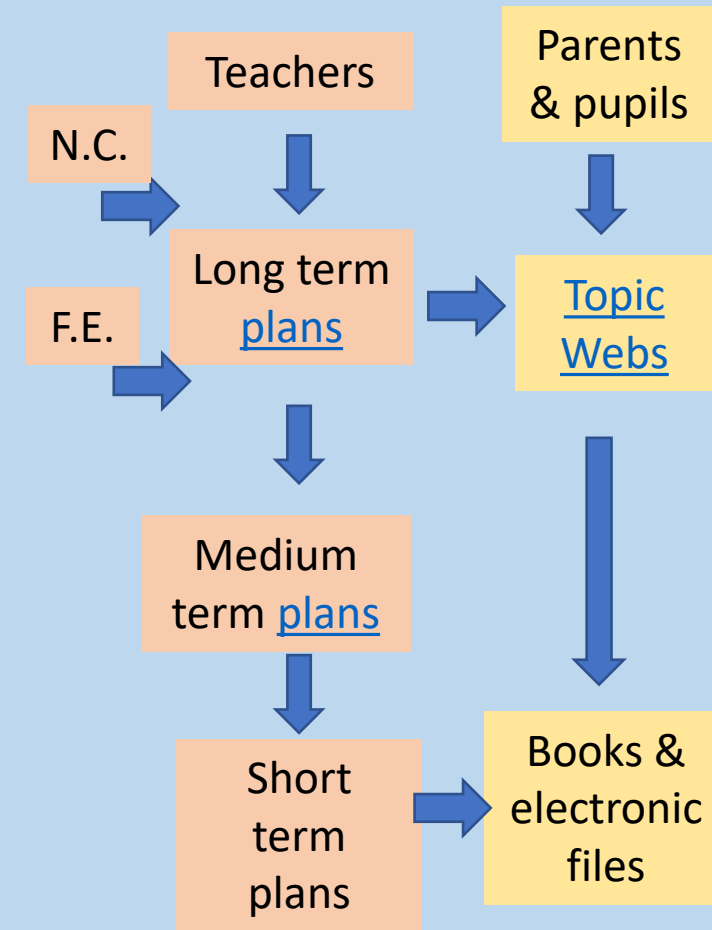 Teachers
Parents
& pupils
N.C.
Long term
plans
Topic
Webs
F.E.
Medium
term plans
Short
term
plans
Books &
electronic
files